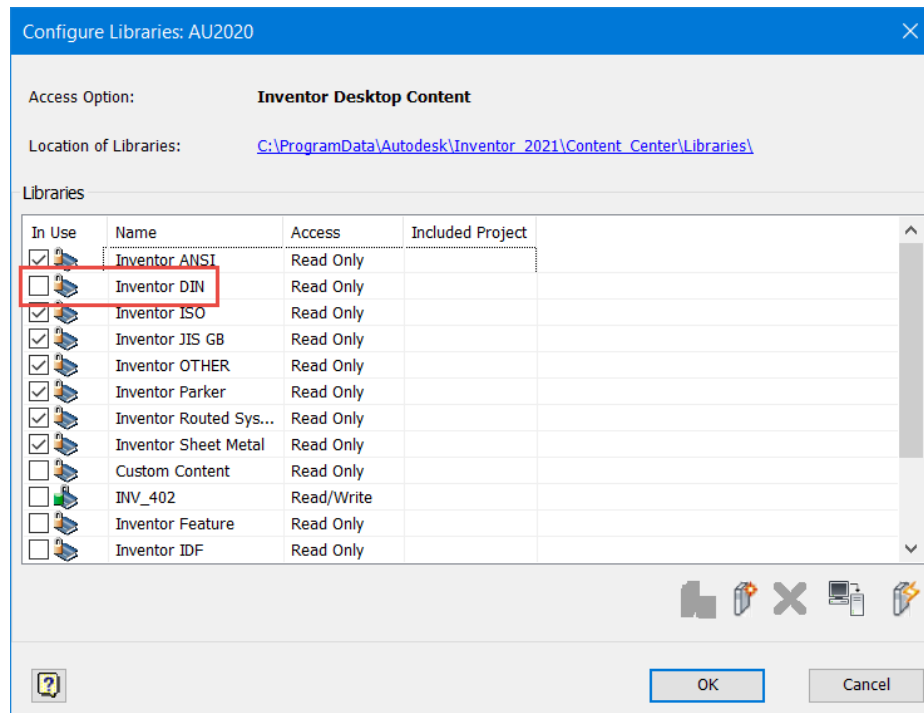 Configure Libraries: AU2020
Access Option: Inventor Desktop Content
Location of Libraries: C:\ProgramData\Autodesk\Inventor 2021\Content Center\Libraries\
Libraries
In Use Name Access Included Project
Inventor ANSI Read Only
Inventor DIN Read Only
Inventor ISO Read Only
Inventor JIS GB Read Only
Inventor OTHER Read Only
Inventor Parker Read Only
Inventor Routed Sys... Read Only
Inventor Sheet Metal Read Only
Custom Content Read Only
INV_402 Read/Write
Inventor Feature Read Only
Inventor IDF Read Only
OK Cancel